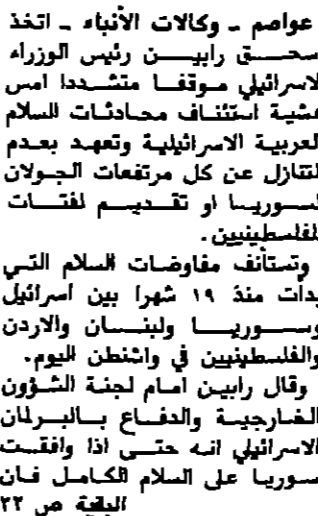 عواصم ـ وكالات الأنباء ـ اتخذ
سحق رابين رئيس الوزراء
لاسرائيلي موقفا متشددا امس
عشية استئناف محادثات السلام
لعربية الاسرائيلية وتعهد بعدم
لتنازل عن كل مرتفعات الجولان
لسوريا او تقديم لفتات
للفلسطينيين.
وتستأنف مفاوضات السلام التي
بدأت منذ ١٩ شهرا بين اسرائيل
وسوريا ولبنان والاردن
والفلسطينيين في واشنطن اليوم.
وقال رابين امام لجنة الشؤون
الخارجية والدفاع بالبرلمان
الاسرائيلي انه حتى اذا وافقت
سوريا على السلام الكامل فان
البقية ص ٢٢